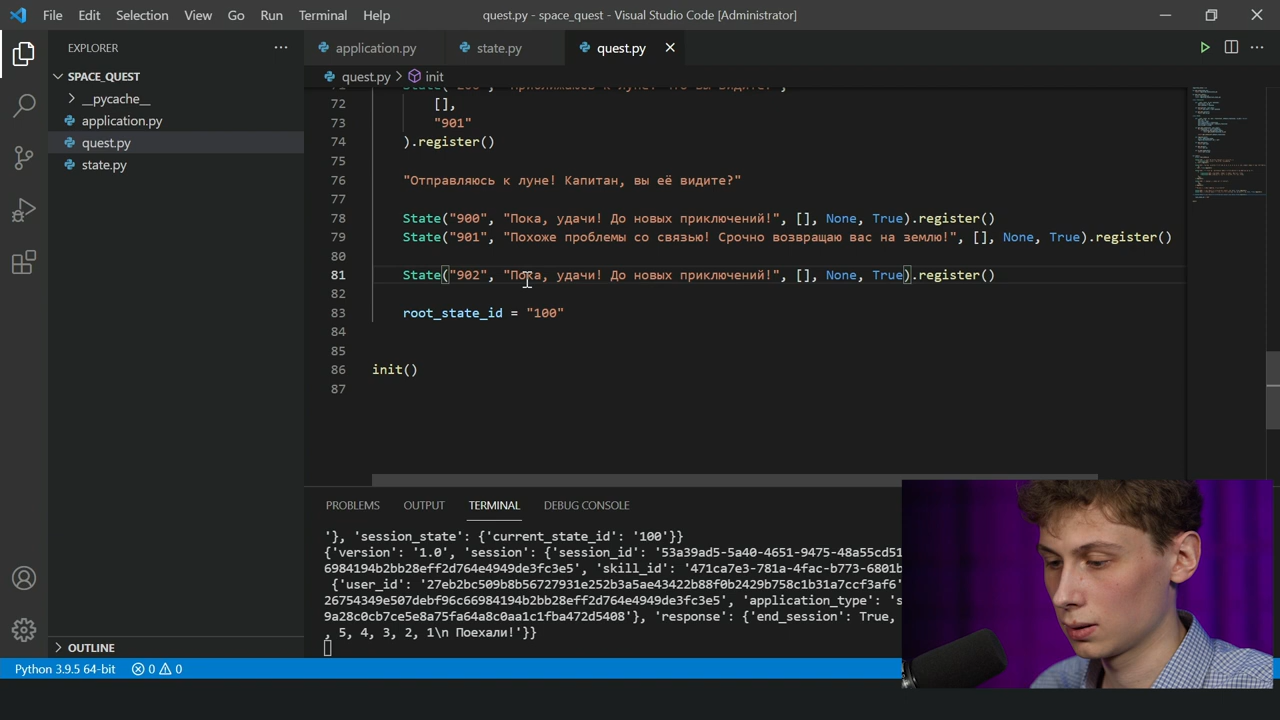 File Edit Selection View Go Run Terminal Help
quest.py - space_quest - Visual Studio Code [Administrator]
EXPLORER
application.py
state.py
quest.py
SPACE_QUEST
quest.py > init
__pycache__
application.py
quest.py
state.py
72 [],
73 "901"
74 ).register()
75
76 "Отправляюсь к луне! Капитан, вы её видите?"
77
78 State("900", "Пока, удачи! До новых приключений!", [], None, True).register()
79 State("901", "Похоже проблемы со связью! Срочно возвращаю вас на землю!", [], None, True).register()
80
81 State("902", "Пока, удачи! До новых приключений!", [], None, True).register()
82
83 root_state_id = "100"
84
85
86 init()
87
PROBLEMS OUTPUT TERMINAL DEBUG CONSOLE
'}, 'session_state': {'current_state_id': '100'}}
{'version': '1.0', 'session': {'session_id': '53a39ad5-5a40-4651-9475-48a55cd51
6984194b2bb28eff2d764e4949de3fc3e5', 'skill_id': '471ca7e3-781a-4fac-b773-6801b
{'user_id': '27eb2bc509b8b56727931e252b3a5ae43422b88f0b2429b758c1b31a7ccf3af6'
26754349e507debf96c66984194b2bb28eff2d764e4949de3fc3e5', 'application_type': 's
9a28c0cb7ce5e8a75fa64a8c0aa1c1fba472d5408'}, 'response': {'end_session': True,
, 5, 4, 3, 2, 1\n Поехали!'}}
OUTLINE
Python 3.9.5 64-bit 0 0